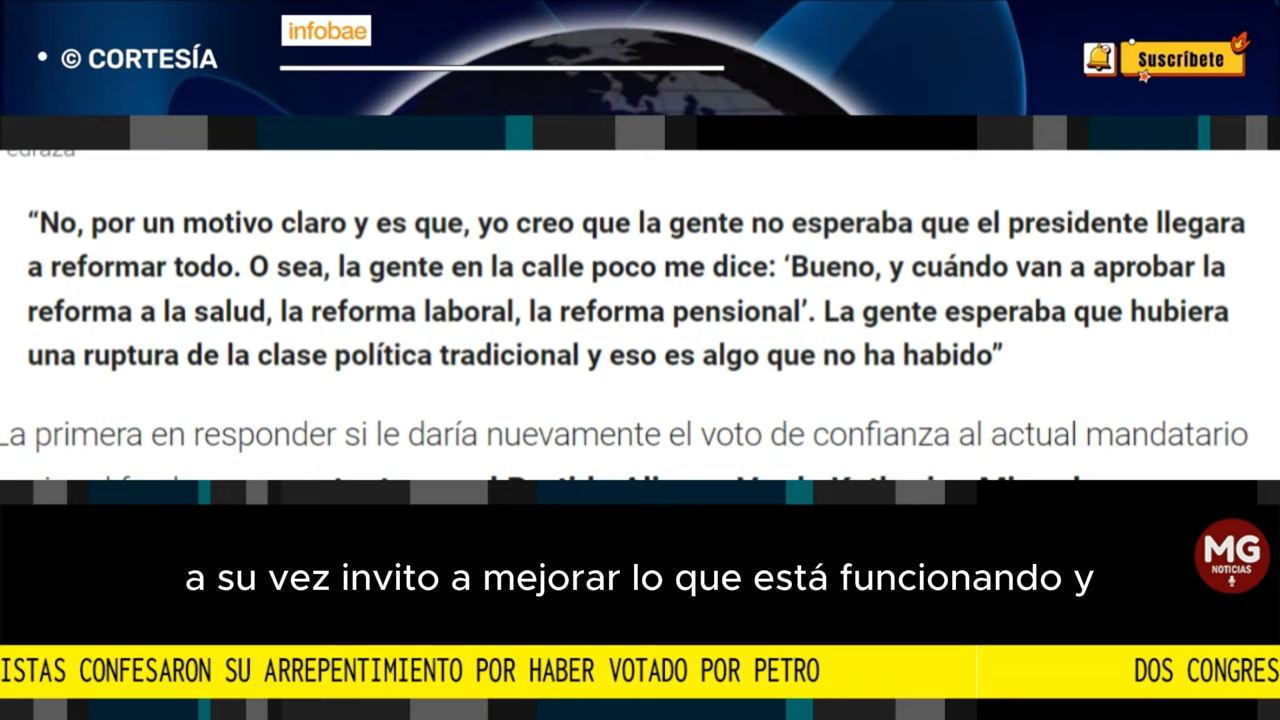 infobae
• © CORTESÍA
Suscríbete
edraza
“No, por un motivo claro y es que, yo creo que la gente no esperaba que el presidente llegara
a reformar todo. O sea, la gente en la calle poco me dice: ‘Bueno, y cuándo van a aprobar la
reforma a la salud, la reforma laboral, la reforma pensional’. La gente esperaba que hubiera
una ruptura de la clase política tradicional y eso es algo que no ha habido”
La primera en responder si le daría nuevamente el voto de confianza al actual mandatario
MG
NOTICIAS
a su vez invito a mejorar lo que está funcionando y
ISTAS CONFESARON SU ARREPENTIMIENTO POR HABER VOTADO POR PETRO DOS CONGRES